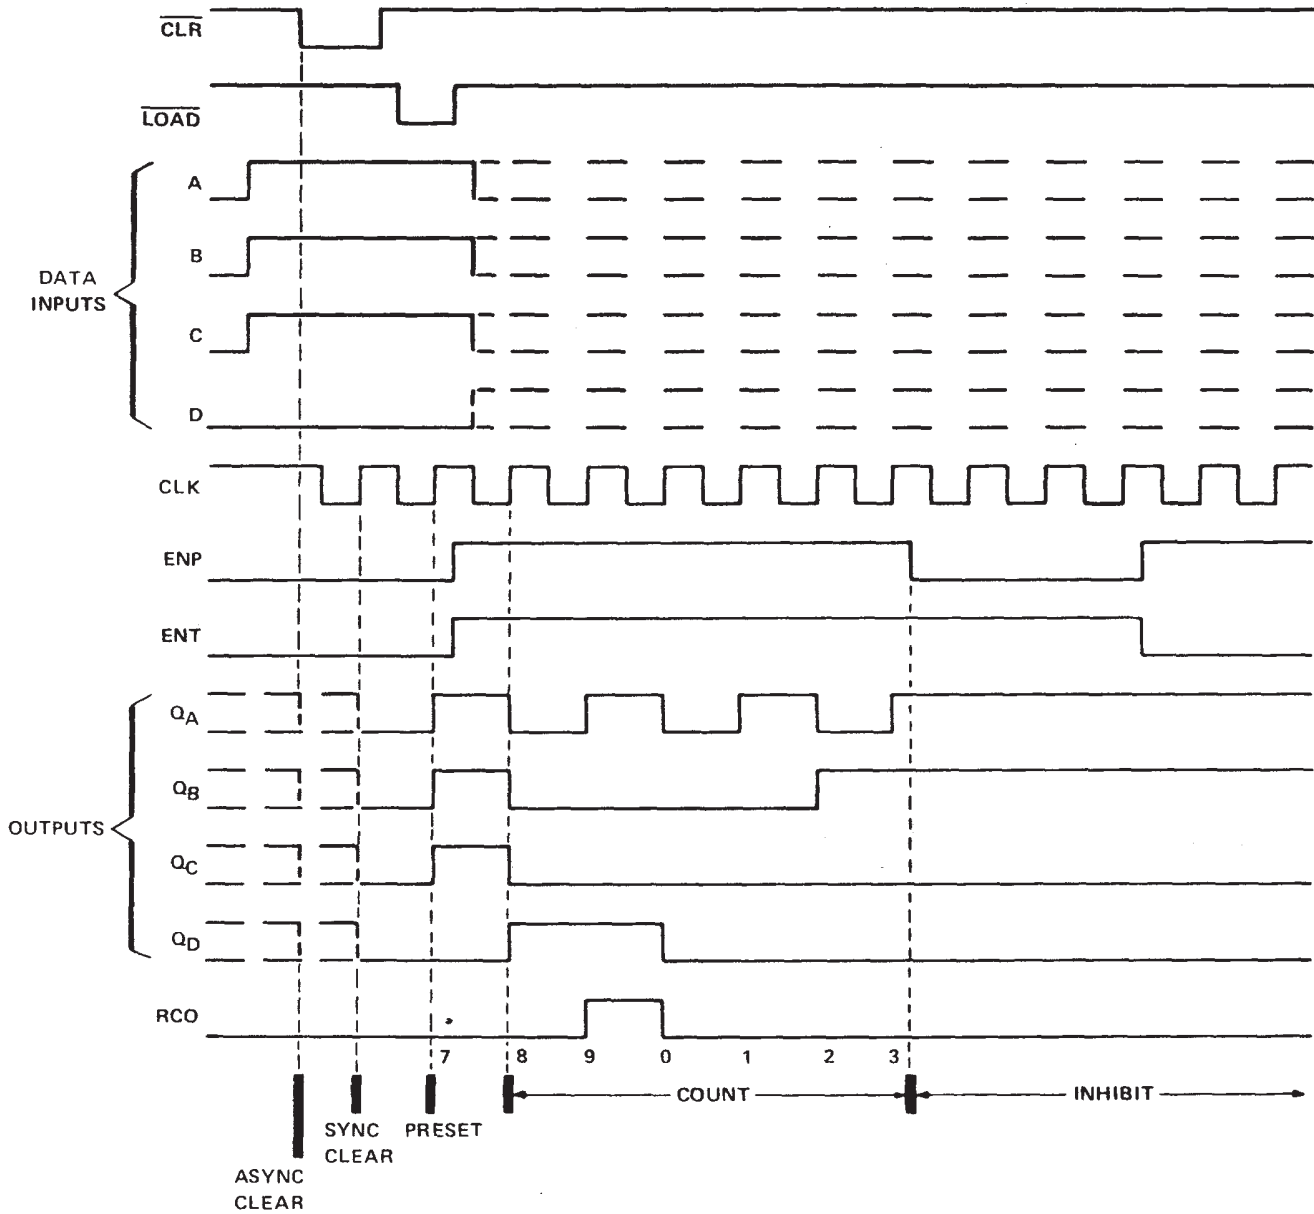 CLR
LOAD
A
B
DATA
INPUTS
C
D
CLK
ENP
ENT
QA
QB
OUTPUTS
QC
QD
RCO
7 8 9 0 1 2 3
COUNT INHIBIT
SYNC PRESET
CLEAR
ASYNC
CLEAR